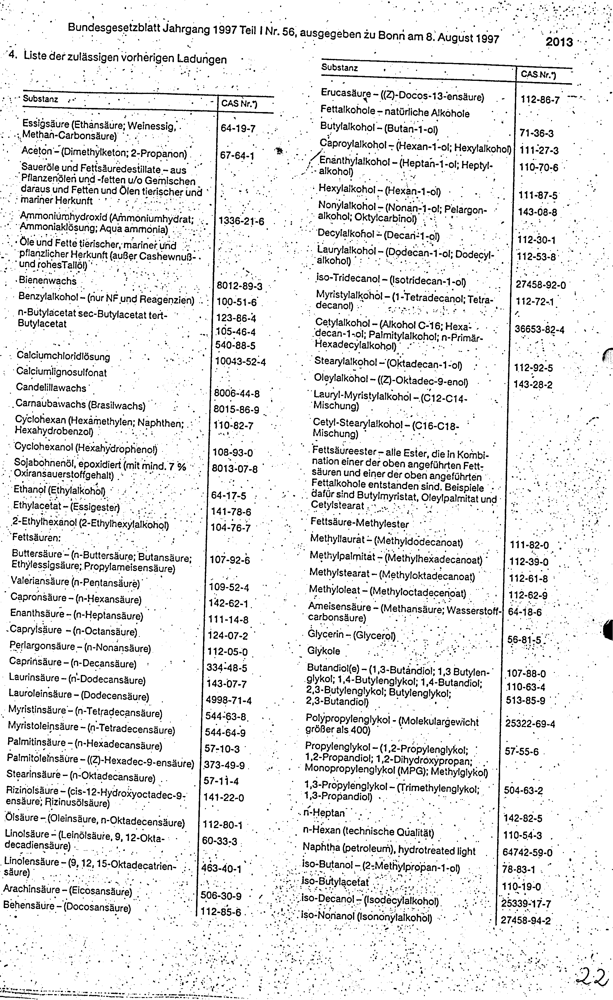 Bundesgesetzblatt Jahrgang 1997 Teil I Nr. 56, ausgegeben zu Bonn am 8. August 1997 2013
4. Liste der zulässigen vorherigen Ladungen
Substanz CAS Nr.*)
Essigsäure (Ethansäure; Weinessig, 64-19-7
Methan-Carbonsäure)
Aceton – (Dimethylketon; 2-Propanon) 67-64-1
Saueröle und Fettsäuredestillate – aus
Pflanzenölen und -fetten u/o Gemischen
daraus und Fetten und Ölen tierischer und
mariner Herkunft
Ammoniumhydroxid (Ammoniumhydrat; 1336-21-6
Ammoniaklösung; Aqua ammonia)
Öle und Fette tierischer, mariner und
pflanzlicher Herkunft (außer Cashewnuß-
und rohesTallöl)
Bienenwachs 8012-89-3
Benzylalkohol – (nur NF und Reagenzien) 100-51-6
n-Butylacetat sec-Butylacetat tert- 123-86-4
Butylacetat
105-46-4
540-88-5
Calciumchloridlösung 10043-52-4
Calciumlignosulfonat
Candelillawachs 8006-44-8
Carnaubawachs (Brasilwachs) 8015-86-9
Cyclohexan (Hexamethylen; Naphthen; 110-82-7
Hexahydrobenzol)
Cyclohexanol (Hexahydrophenol) 108-93-0
Sojabohnenöl, epoxidiert (mit mind. 7 % 8013-07-8
Oxiransauerstoffgehalt)
Ethanol (Ethylalkohol) 64-17-5
Ethylacetat – (Essigester) 141-78-6
2-Ethylhexanol (2-Ethylhexylalkohol) 104-76-7
Fettsäuren:
Buttersäure – (n-Buttersäure; Butansäure; 107-92-6
Ethylessigsäure; Propylameisensäure)
Valeriansäure (n-Pentansäure) 109-52-4
Capronsäure – (n-Hexansäure) 142-62-1
Enanthsäure – (n-Heptansäure) 111-14-8
Caprylsäure – (n-Octansäure) 124-07-2
Perlargonsäure – (n-Nonansäure) 112-05-0
Caprinsäure – (n-Decansäure) 334-48-5
Laurinsäure – (n-Dodecansäure) 143-07-7
Lauroleinsäure – (Dodecensäure) 4998-71-4
Myristinsäure – (n-Tetradecansäure) 544-63-8
Myristoleinsäure – (n-Tetradecensäure) 544-64-9
Palmitinsäure – (n-Hexadecansäure) 57-10-3
Palmitoleinsäure – ((Z)-Hexadec-9-ensäure) 373-49-9
Stearinsäure – (n-Oktadecansäure) 57-11-4
Rizinolsäure – (cis-12-Hydroxyoctadec-9- 141-22-0
ensäure; Rizinusölsäure)
Ölsäure – (Oleinsäure, n-Oktadecensäure) 112-80-1
Linolsäure – (Leinölsäure, 9, 12-Okta- 60-33-3
decadiensäure)
Linolensäure – (9, 12, 15-Oktadecatrien- 463-40-1
säure)
Arachinsäure – (Eicosansäure) 506-30-9
Behensäure – (Docosansäure) 112-85-6
Substanz CAS Nr.*)
Erucasäure – ((Z)-Docos-13-ensäure) 112-86-7
Fettalkohole – natürliche Alkohole
Butylalkohol – (Butan-1-ol) 71-36-3
Caproylalkohol – (Hexan-1-ol; Hexylalkohol) 111-27-3
Enanthylalkohol – (Heptan-1-ol; Heptyl- 110-70-6
alkohol)
Hexylalkohol – (Hexan-1-ol) 111-87-5
Nonylalkohol – (Nonan-1-ol; Pelargon- 143-08-8
alkohol; Oktylcarbinol)
Decylalkohol – (Decan-1-ol) 112-30-1
Laurylalkohol – (Dodecan-1-ol; Dodecyl- 112-53-8
alkohol)
iso-Tridecanol – (Isotridecan-1-ol) 27458-92-0
Myristylalkohol – (1-Tetradecanol; Tetra- 112-72-1
decanol)
Cetylalkohol – (Alkohol C-16; Hexa- 36653-82-4
decan-1-ol; Palmitylalkohol; n-Primär-
Hexadecylalkohol)
Stearylalkohol – (Oktadecan-1-ol) 112-92-5
Oleylalkohol – ((Z)-Oktadec-9-enol) 143-28-2
Lauryl-Myristylalkohol – (C12-C14-
Mischung)
Cetyl-Stearylalkohol – (C16-C18-
Mischung)
Fettsäureester – alle Ester, die in Kombi-
nation einer der oben angeführten Fett-
säuren und einer der oben angeführten
Fettalkohole entstanden sind. Beispiele
dafür sind Butylmyristat, Oleylpalmitat und
Cetylstearat
Fettsäure-Methylester
Methyllaurat – (Methyldodecanoat) 111-82-0
Methylpalmitat – (Methylhexadecanoat) 112-39-0
Methylstearat – (Methyloktadecanoat) 112-61-8
Methyloleat – (Methyloctadecenoat) 112-62-9
Ameisensäure – (Methansäure; Wasserstoff- 64-18-6
carbonsäure)
Glycerin – (Glycerol) 56-81-5
Glykole
Butandiol(e) – (1,3-Butandiol; 1,3 Butylen- 107-88-0
glykol; 1,4-Butylenglykol; 1,4-Butandiol; 110-63-4
2,3-Butylenglykol; Butylenglykol;
2,3-Butandiol) 513-85-9
Polypropylenglykol - (Molekulargewicht 25322-69-4
größer als 400)
Propylenglykol – (1,2-Propylenglykol; 57-55-6
1,2-Propandiol; 1,2-Dihydroxypropan;
Monopropylenglykol (MPG); Methylglykol)
1,3-Propylenglykol – (Trimethylenglykol; 504-63-2
1,3-Propandiol)
n-Heptan 142-82-5
n-Hexan (technische Qualität) 110-54-3
Naphtha (petroleum), hydrotreated light 64742-59-0
iso-Butanol – (2-Methylpropan-1-ol) 78-83-1
iso-Butylacetat 110-19-0
iso-Decanol – (Isodecylalkohol) 25339-17-7
iso-Nonanol (Isononylalkohol) 27458-94-2
22